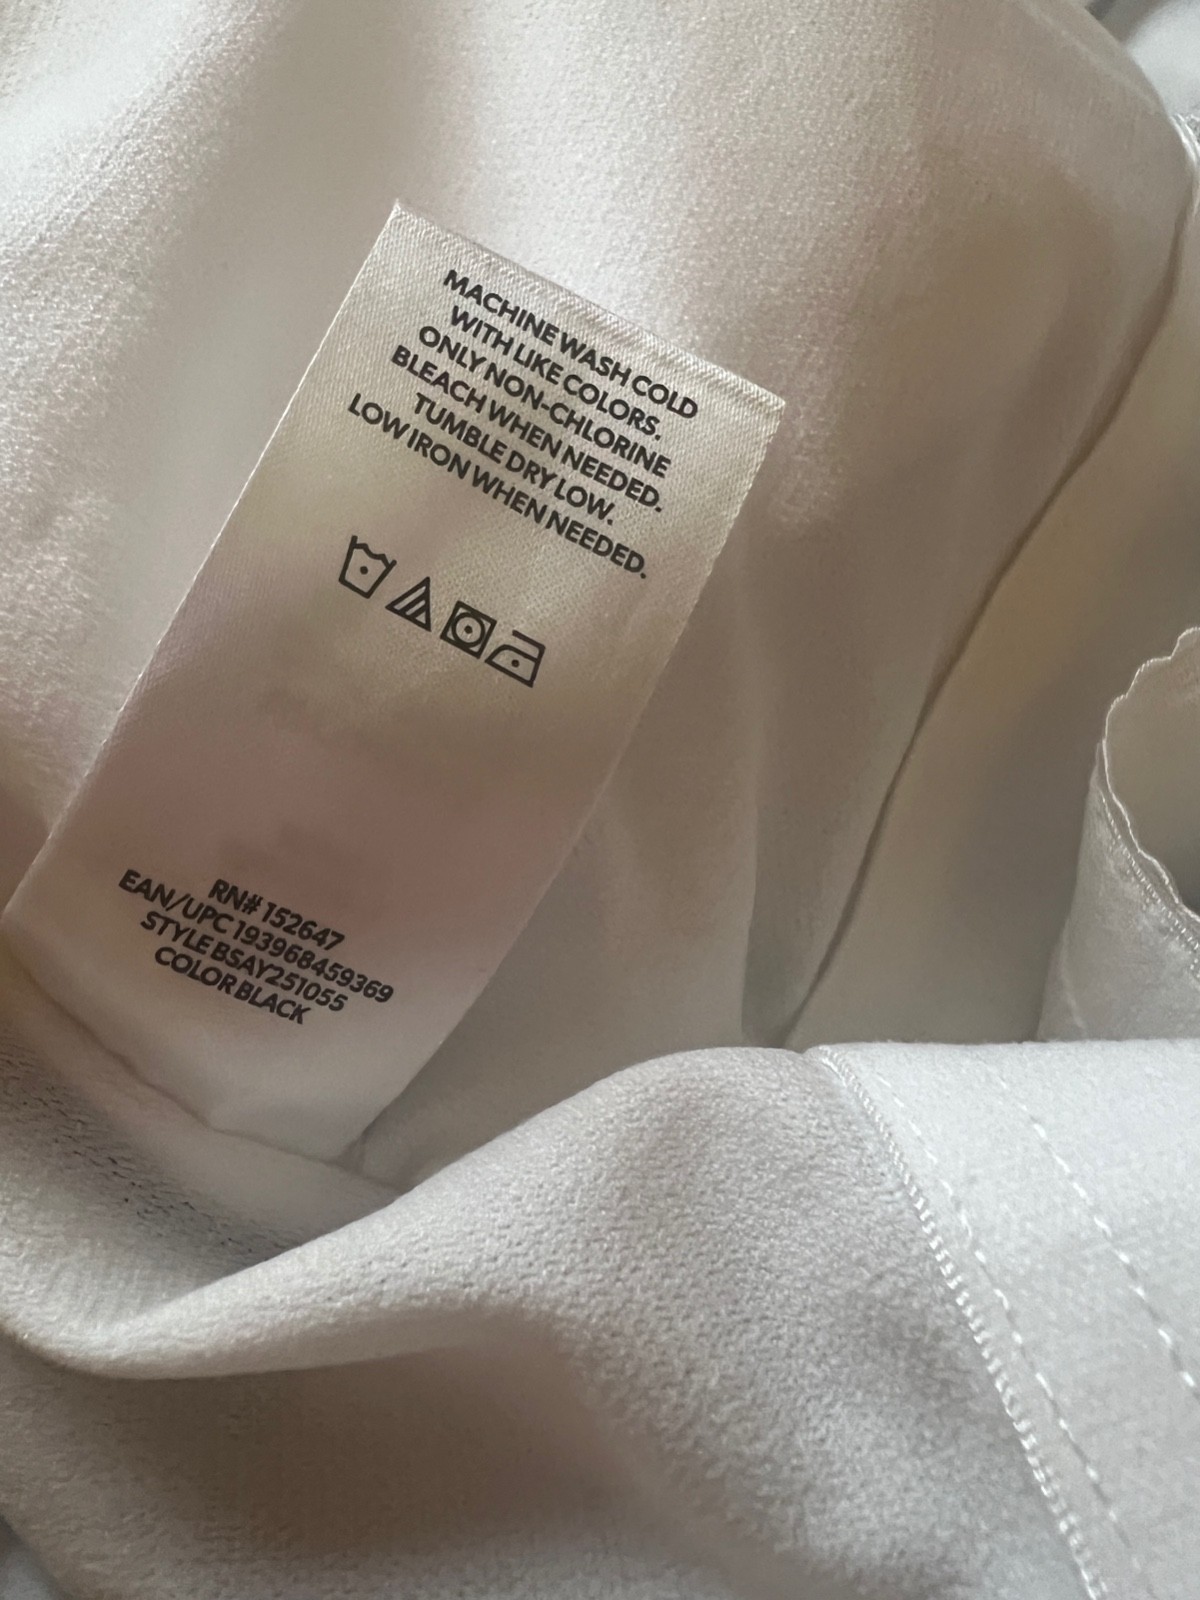 MACHINE WASH COLD
WITH LIKE COLORS.
ONLY NON-CHLORINE
BLEACH WHEN NEEDED.
TUMBLE DRY LOW.
LOW IRON WHEN NEEDED.
RN# 152647
EAN/UPC 193968459369
STYLE BSAY251055
COLOR BLACK